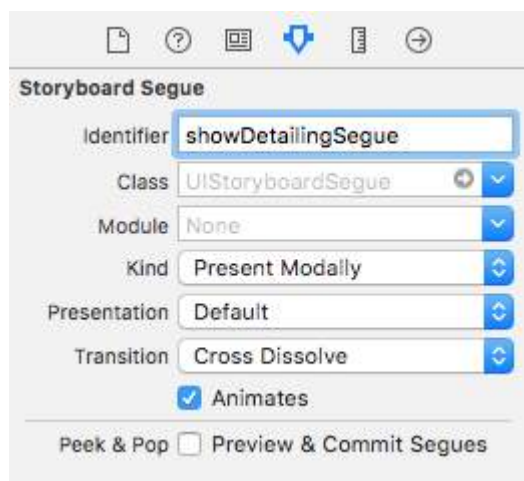 Storyboard Segue
Identifier showDetailingSegue
Class UIStoryboardSegue
Module None
Kind Present Modally
Presentation Default
Transition Cross Dissolve
Animates
Peek & Pop Preview & Commit Segues